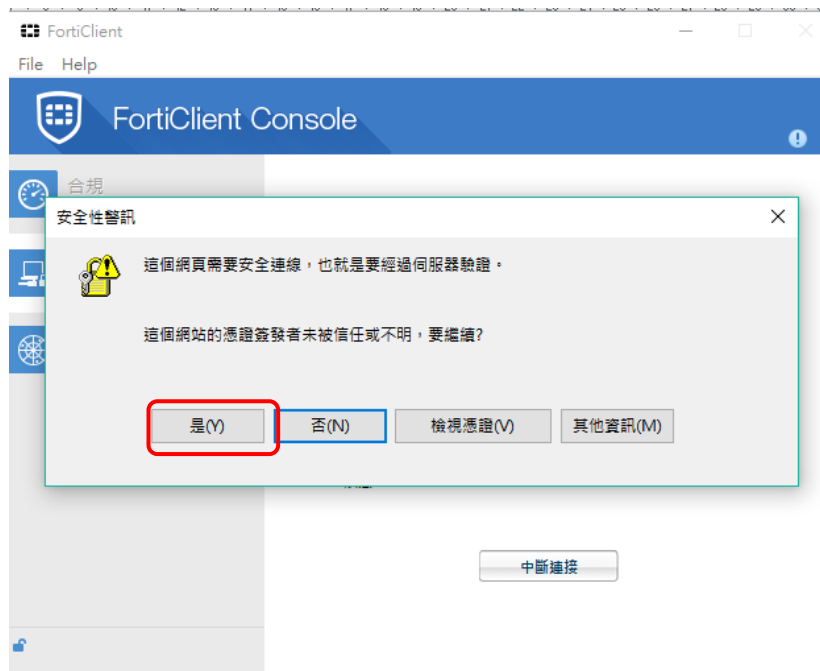 FortiClient
File Help
FortiClient Console
合規
安全性警訊
這個網頁需要安全連線，也就是要經過伺服器驗證。
這個網站的憑證簽發者未被信任或不明，要繼續?
是(Y) 否(N) 檢視憑證(V) 其他資訊(M)
中斷連接